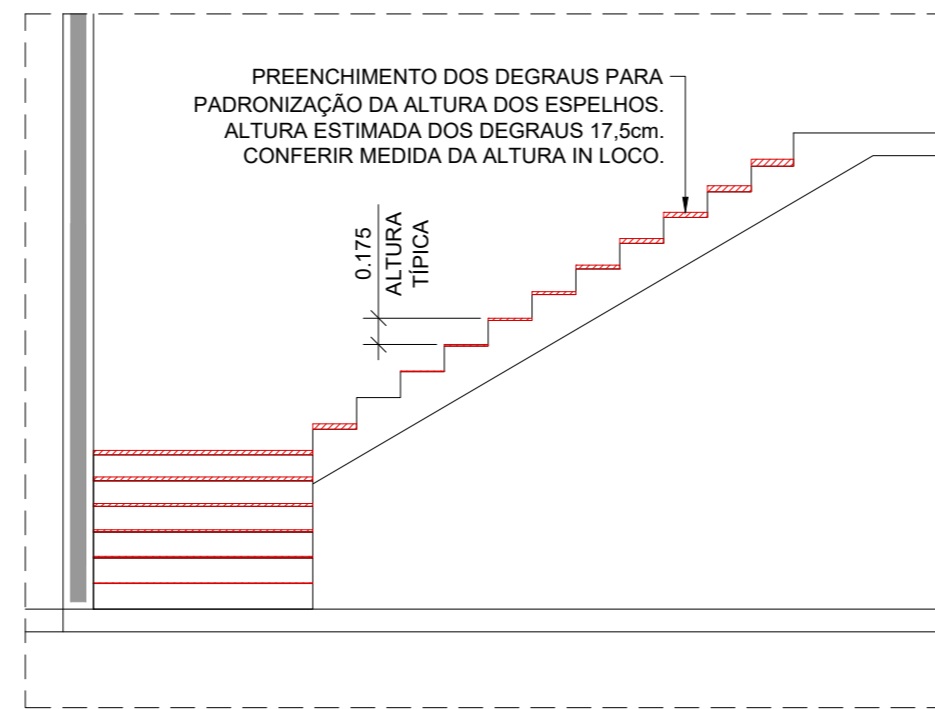 PREENCHIMENTO DOS DEGRAUS PARA
PADRONIZAÇÃO DA ALTURA DOS ESPELHOS.
ALTURA ESTIMADA DOS DEGRAUS 17,5cm.
CONFERIR MEDIDA DA ALTURA IN LOCO.
0.175
ALTURA
TÍPICA